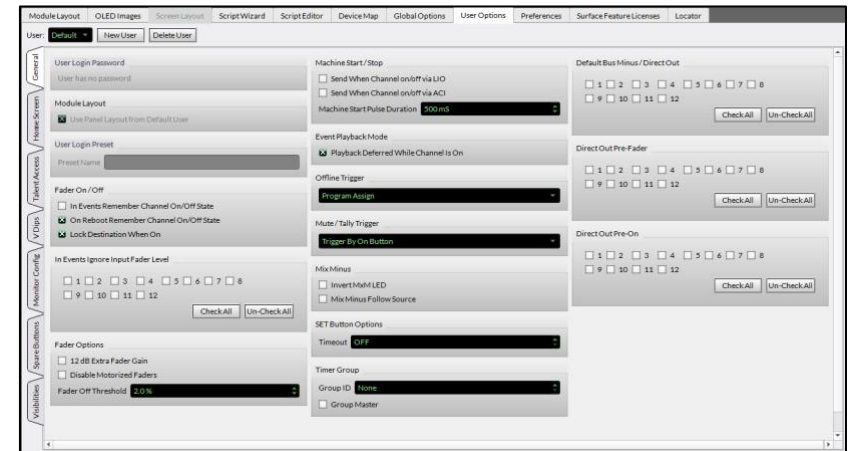 Module Layout OLED Images Screen Layout Script Wizard Script Editor Device Map Global Options User Options Preferences Surface Feature Licenses Locator
User: Default New User Delete User
General
Home Screen
Talent Access
V Dips
Monitor Config
Spare Buttons
Visibilities
User Login Password
User has no password
Module Layout
Use Panel Layout from Default User
User Login Preset
Preset Name
Fader On / Off
In Events Remember Channel On/Off State
On Reboot Remember Channel On/Off State
Lock Destination When On
In Events Ignore Input Fader Level
1 2 3 4 5 6 7 8
9 10 11 12
Check All Un-Check All
Fader Options
12 dB Extra Fader Gain
Disable Motorized Faders
Fader Off Threshold 2.0 %
Machine Start / Stop
Send When Channel on/off via LIO
Send When Channel on/off via ACI
Machine Start Pulse Duration 500 mS
Event Playback Mode
Playback Deferred While Channel Is On
Offline Trigger
Program Assign
Mute / Tally Trigger
Trigger By On Button
Mix Minus
Invert MxM LED
Mix Minus Follow Source
SET Button Options
Timeout OFF
Timer Group
Group ID None
Group Master
Default Bus Minus / Direct Out
1 2 3 4 5 6 7 8
9 10 11 12
Check All Un-Check All
Direct Out Pre-Fader
1 2 3 4 5 6 7 8
9 10 11 12
Check All Un-Check All
Direct Out Pre-On
1 2 3 4 5 6 7 8
9 10 11 12
Check All Un-Check All